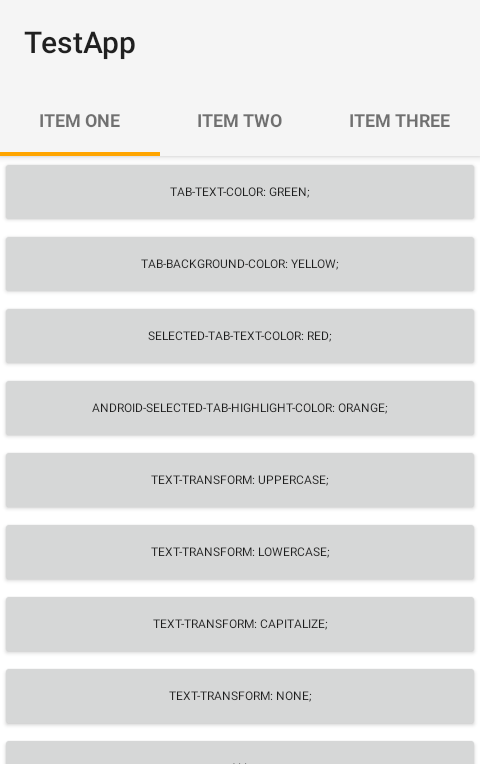 TestApp
ITEM ONE
ITEM TWO
ITEM THREE
TAB-TEXT-COLOR: GREEN;
TAB-BACKGROUND-COLOR: YELLOW;
SELECTED-TAB-TEXT-COLOR: RED;
ANDROID-SELECTED-TAB-HIGHLIGHT-COLOR: ORANGE;
TEXT-TRANSFORM: UPPERCASE;
TEXT-TRANSFORM: LOWERCASE;
TEXT-TRANSFORM: CAPITALIZE;
TEXT-TRANSFORM: NONE;